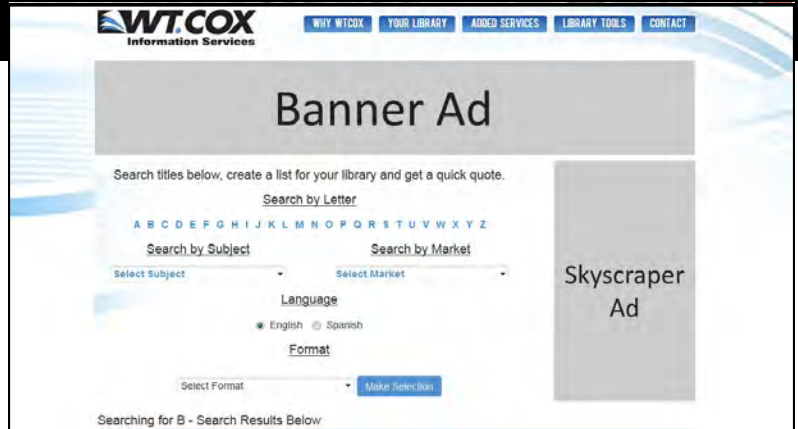 WT.COX
Information Services
WHY WTCOX YOUR LIBRARY ADDED SERVICES LIBRARY TOOLS CONTACT
Banner Ad
Search titles below, create a list for your library and get a quick quote.
Search by Letter
A B C D E F G H I J K L M N O P Q R S T U V W X Y Z
Search by Subject Search by Market
Select Subject Select Market
Language
English Spanish
Format
Select Format Make Selection
Skyscraper
Ad
Searching for B - Search Results Below